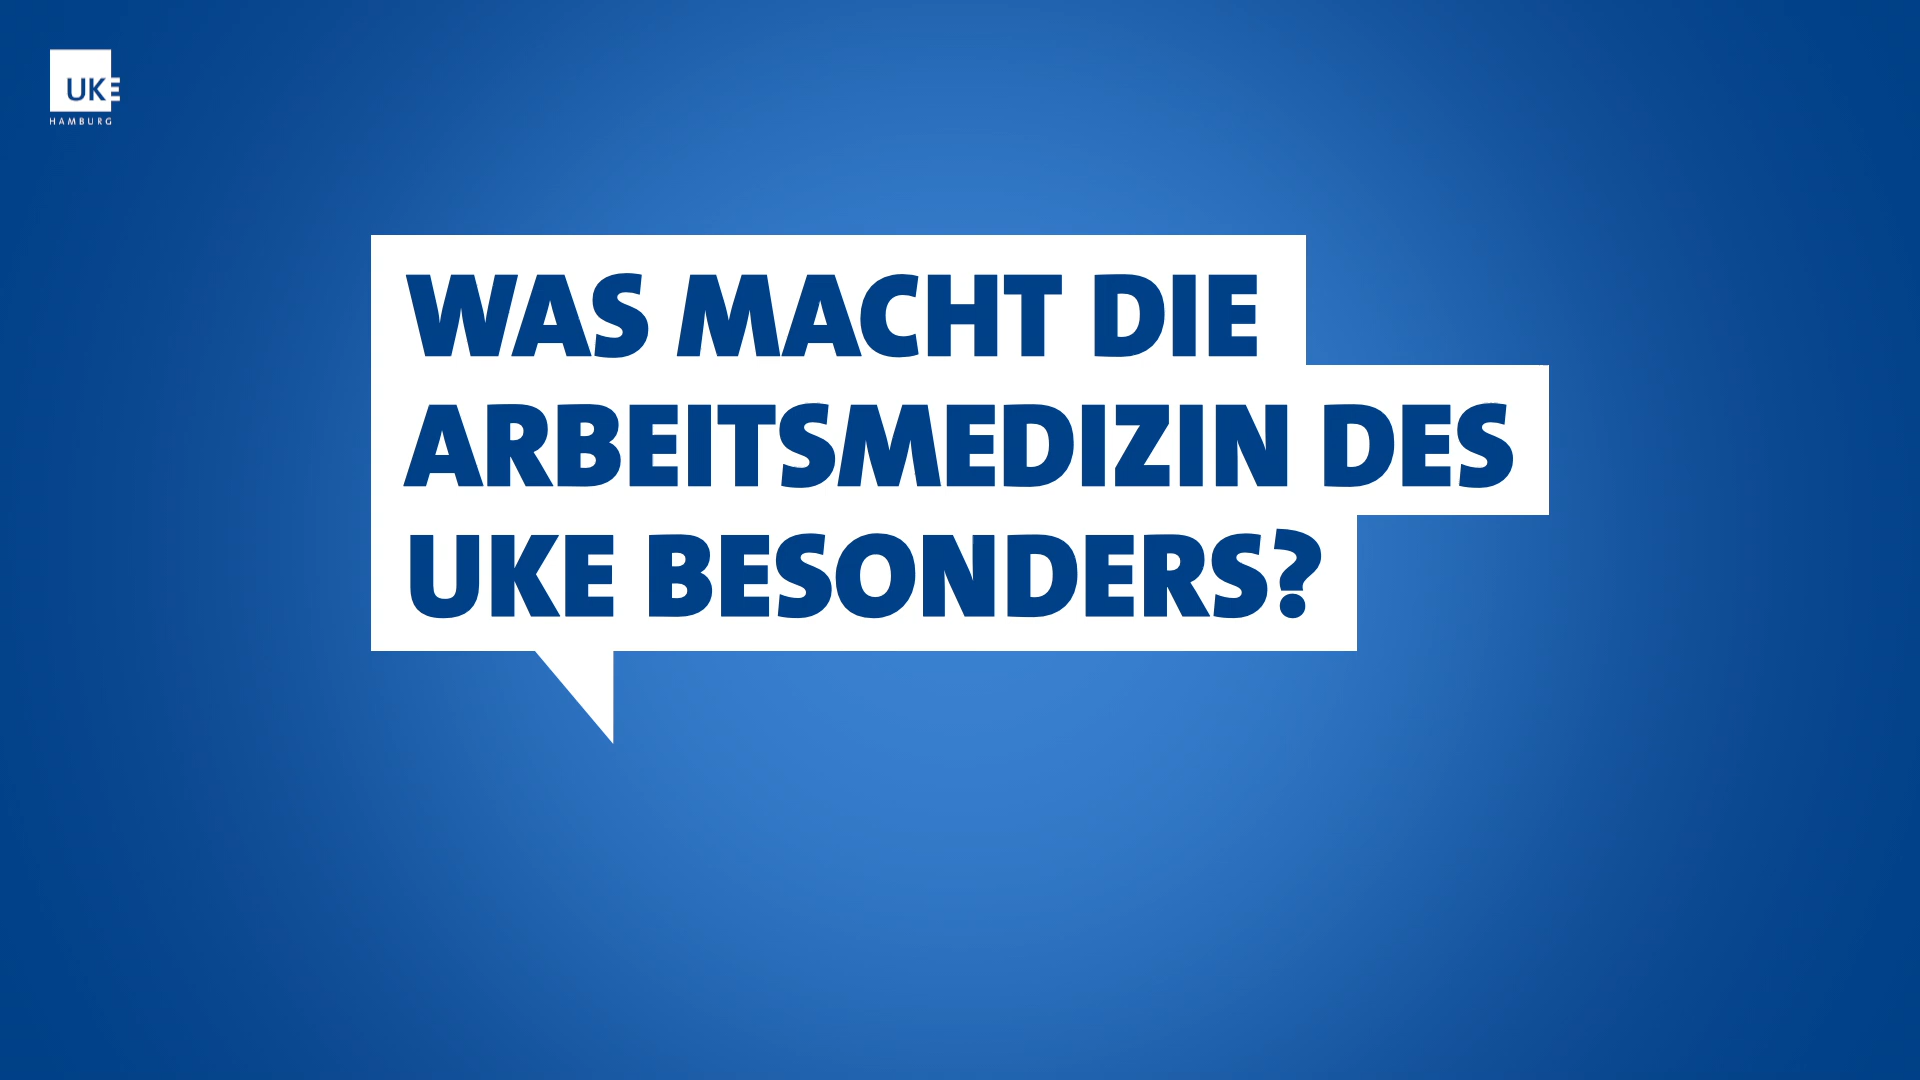 UKE
HAMBURG
WAS MACHT DIE
ARBEITSMEDIZIN DES
UKE BESONDERS?